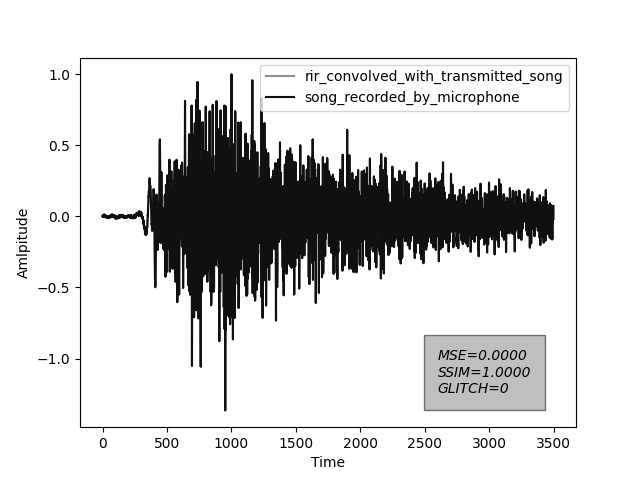 rir_convolved_with_transmitted_song
song_recorded_by_microphone
1.0
0.5
0.0
−0.5
−1.0
Amlpitude
MSE=0.0000
SSIM=1.0000
GLITCH=0
0 500 1000 1500 2000 2500 3000 3500
Time